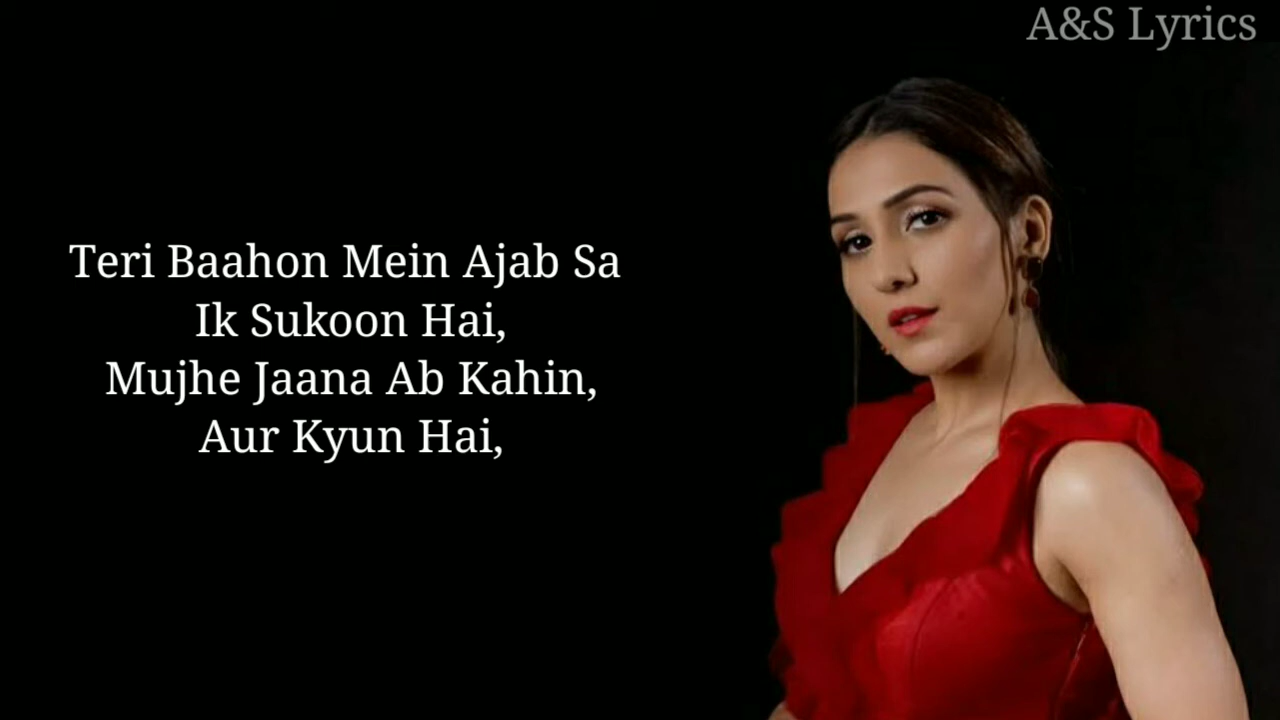 A&S Lyrics
Teri Baahon Mein Ajab Sa
Ik Sukoon Hai,
Mujhe Jaana Ab Kahin,
Aur Kyun Hai,